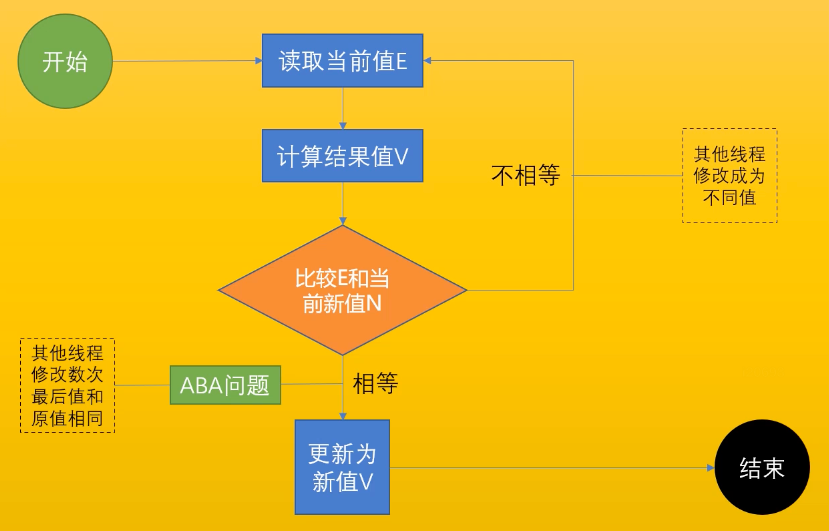 开始
读取当前值E
计算结果值V
不相等
其他线程
修改成为
不同值
比较E和当
前新值N
其他线程
修改数次
最后值和
原值相同
ABA问题
相等
更新为
新值V
结束